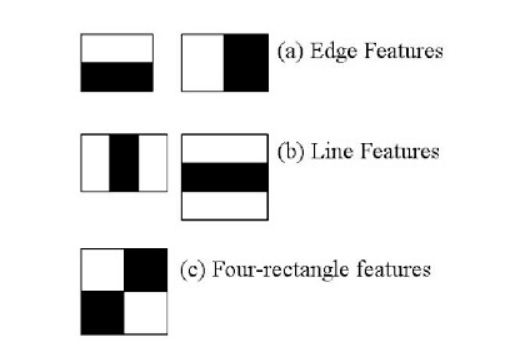 (a) Edge Features
(b) Line Features
(c) Four-rectangle features